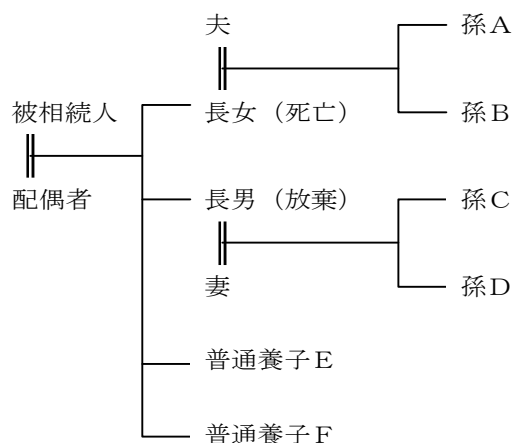 夫
孫A
被相続人
長女（死亡）
孫B
配偶者
長男（放棄）
孫C
妻
孫D
普通養子E
普通養子F